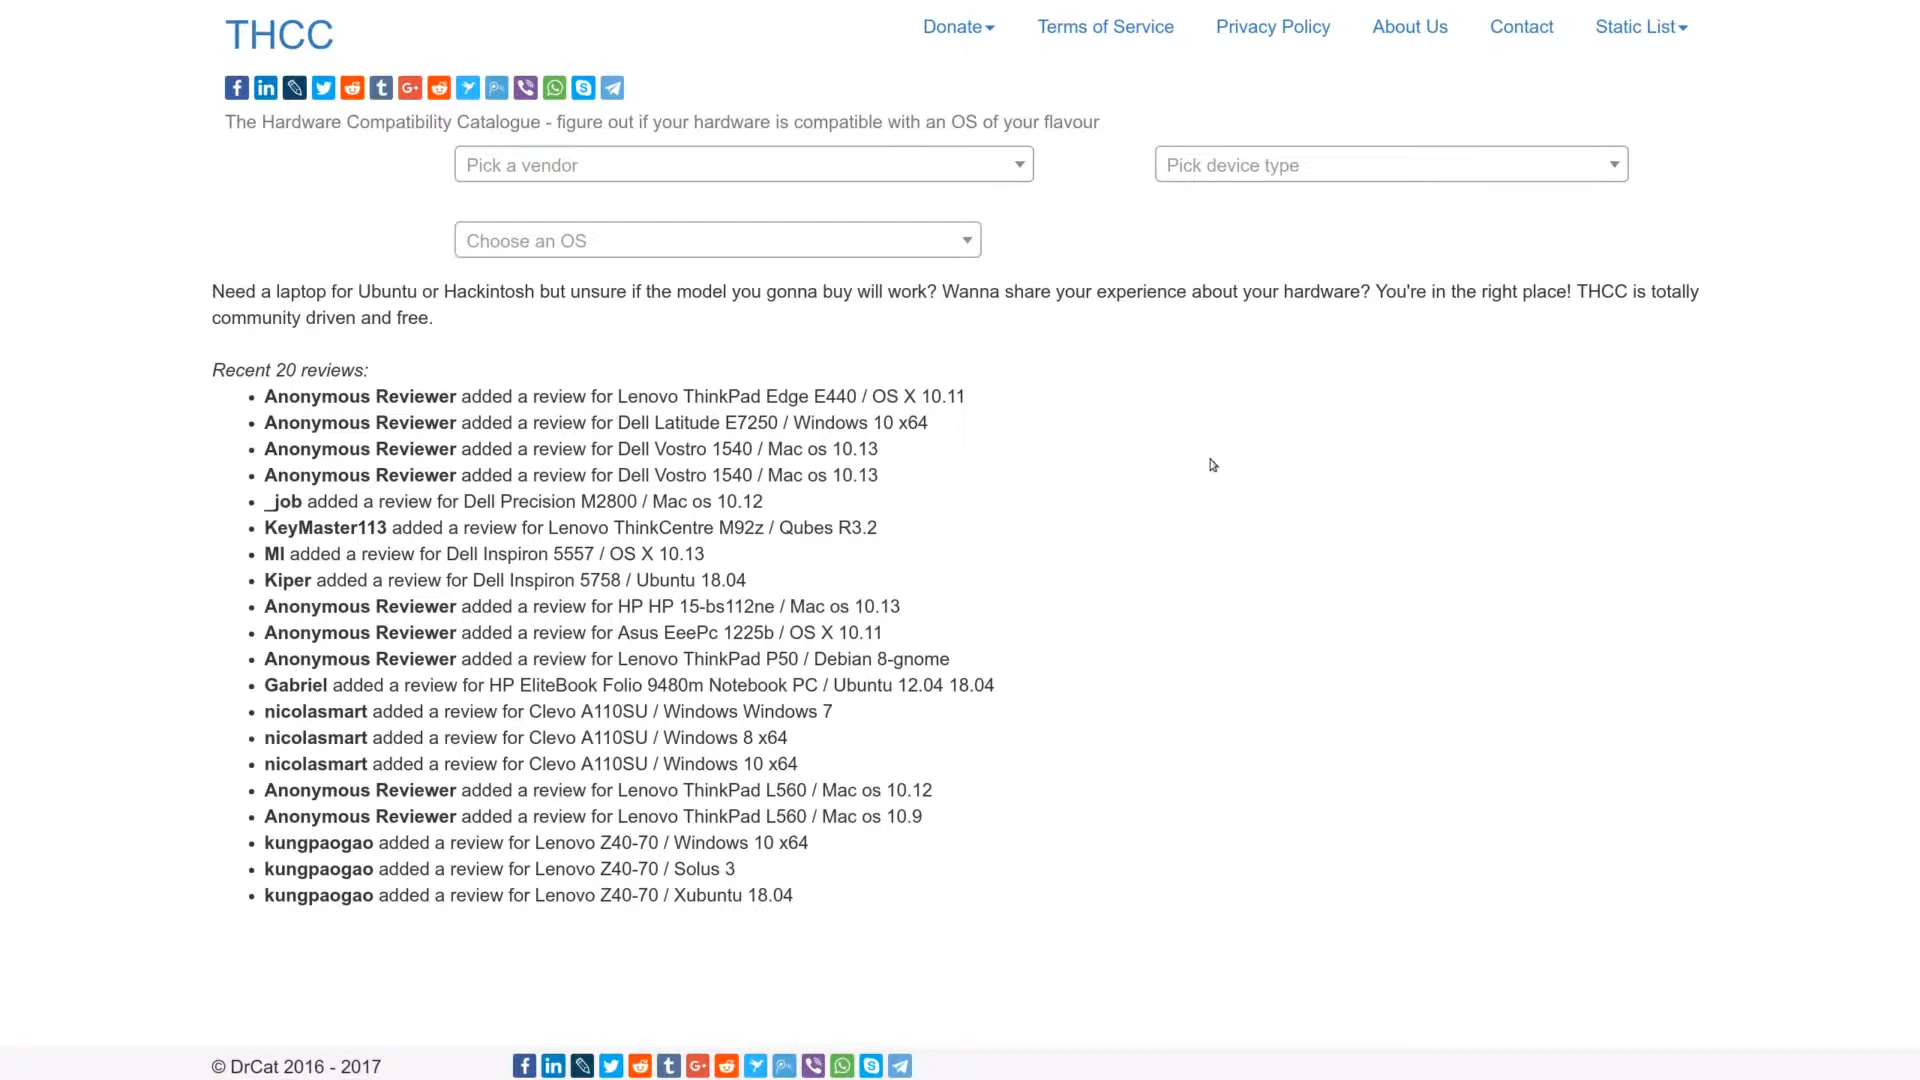 THCC
Donate
Terms of Service
Privacy Policy
About Us
Contact
Static List
The Hardware Compatibility Catalogue - figure out if your hardware is compatible with an OS of your flavour
Pick a vendor
Pick device type
Choose an OS
Need a laptop for Ubuntu or Hackintosh but unsure if the model you gonna buy will work? Wanna share your experience about your hardware? You're in the right place! THCC is totally
community driven and free.
Recent 20 reviews:
Anonymous Reviewer added a review for Lenovo ThinkPad Edge E440 / OS X 10.11
Anonymous Reviewer added a review for Dell Latitude E7250 / Windows 10 x64
Anonymous Reviewer added a review for Dell Vostro 1540 / Mac os 10.13
Anonymous Reviewer added a review for Dell Vostro 1540 / Mac os 10.13
_job added a review for Dell Precision M2800 / Mac os 10.12
KeyMaster113 added a review for Lenovo ThinkCentre M92z / Qubes R3.2
MI added a review for Dell Inspiron 5557 / OS X 10.13
Kiper added a review for Dell Inspiron 5758 / Ubuntu 18.04
Anonymous Reviewer added a review for HP HP 15-bs112ne / Mac os 10.13
Anonymous Reviewer added a review for Asus EeePc 1225b / OS X 10.11
Anonymous Reviewer added a review for Lenovo ThinkPad P50 / Debian 8-gnome
Gabriel added a review for HP EliteBook Folio 9480m Notebook PC / Ubuntu 12.04 18.04
nicolasmart added a review for Clevo A110SU / Windows Windows 7
nicolasmart added a review for Clevo A110SU / Windows 8 x64
nicolasmart added a review for Clevo A110SU / Windows 10 x64
Anonymous Reviewer added a review for Lenovo ThinkPad L560 / Mac os 10.12
Anonymous Reviewer added a review for Lenovo ThinkPad L560 / Mac os 10.9
kungpaogao added a review for Lenovo Z40-70 / Windows 10 x64
kungpaogao added a review for Lenovo Z40-70 / Solus 3
kungpaogao added a review for Lenovo Z40-70 / Xubuntu 18.04
© DrCat 2016 - 2017